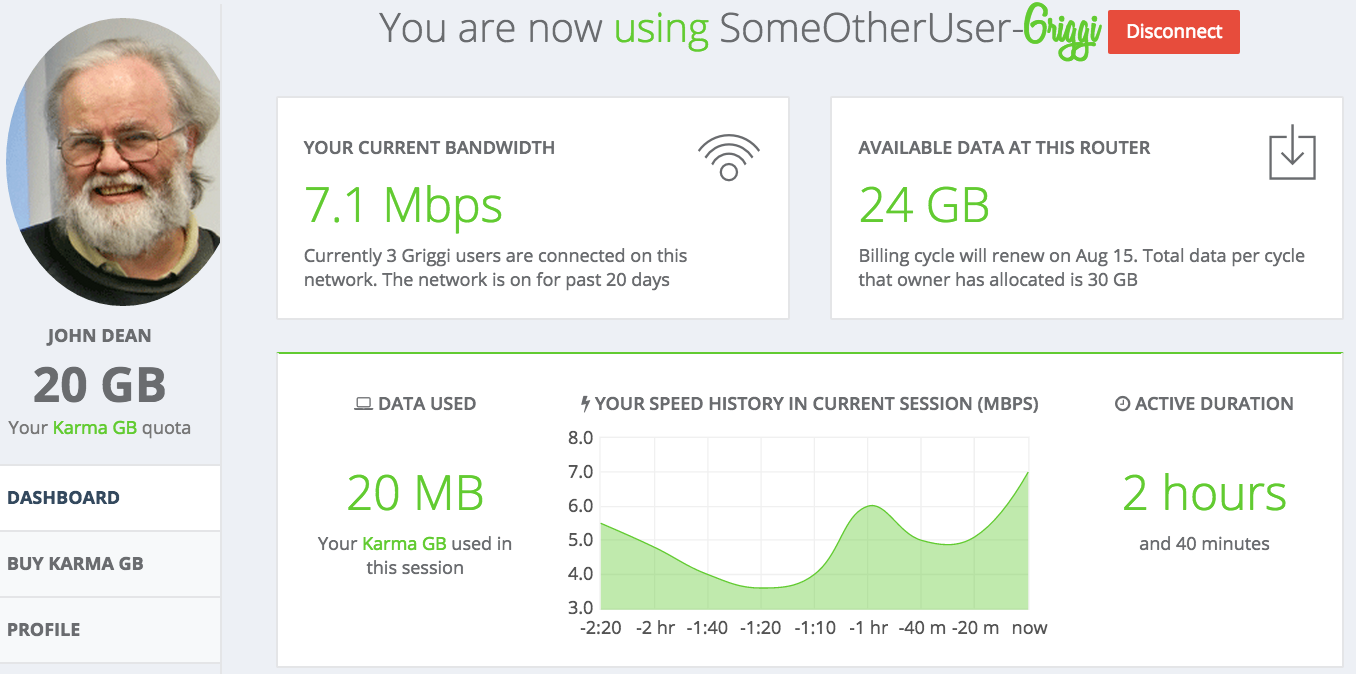 You are now using SomeOtherUser-Griggi Disconnect
JOHN DEAN
20 GB
Your Karma GB quota
DASHBOARD
BUY KARMA GB
PROFILE
YOUR CURRENT BANDWIDTH
7.1 Mbps
Currently 3 Griggi users are connected on this
network. The network is on for past 20 days
AVAILABLE DATA AT THIS ROUTER
24 GB
Billing cycle will renew on Aug 15. Total data per cycle
that owner has allocated is 30 GB
DATA USED
20 MB
Your Karma GB used in
this session
YOUR SPEED HISTORY IN CURRENT SESSION (MBPS)
8.0
7.0
6.0
5.0
4.0
3.0
-2:20 -2 hr -1:40 -1:20 -1:10 -1 hr -40 m -20 m now
ACTIVE DURATION
2 hours
and 40 minutes